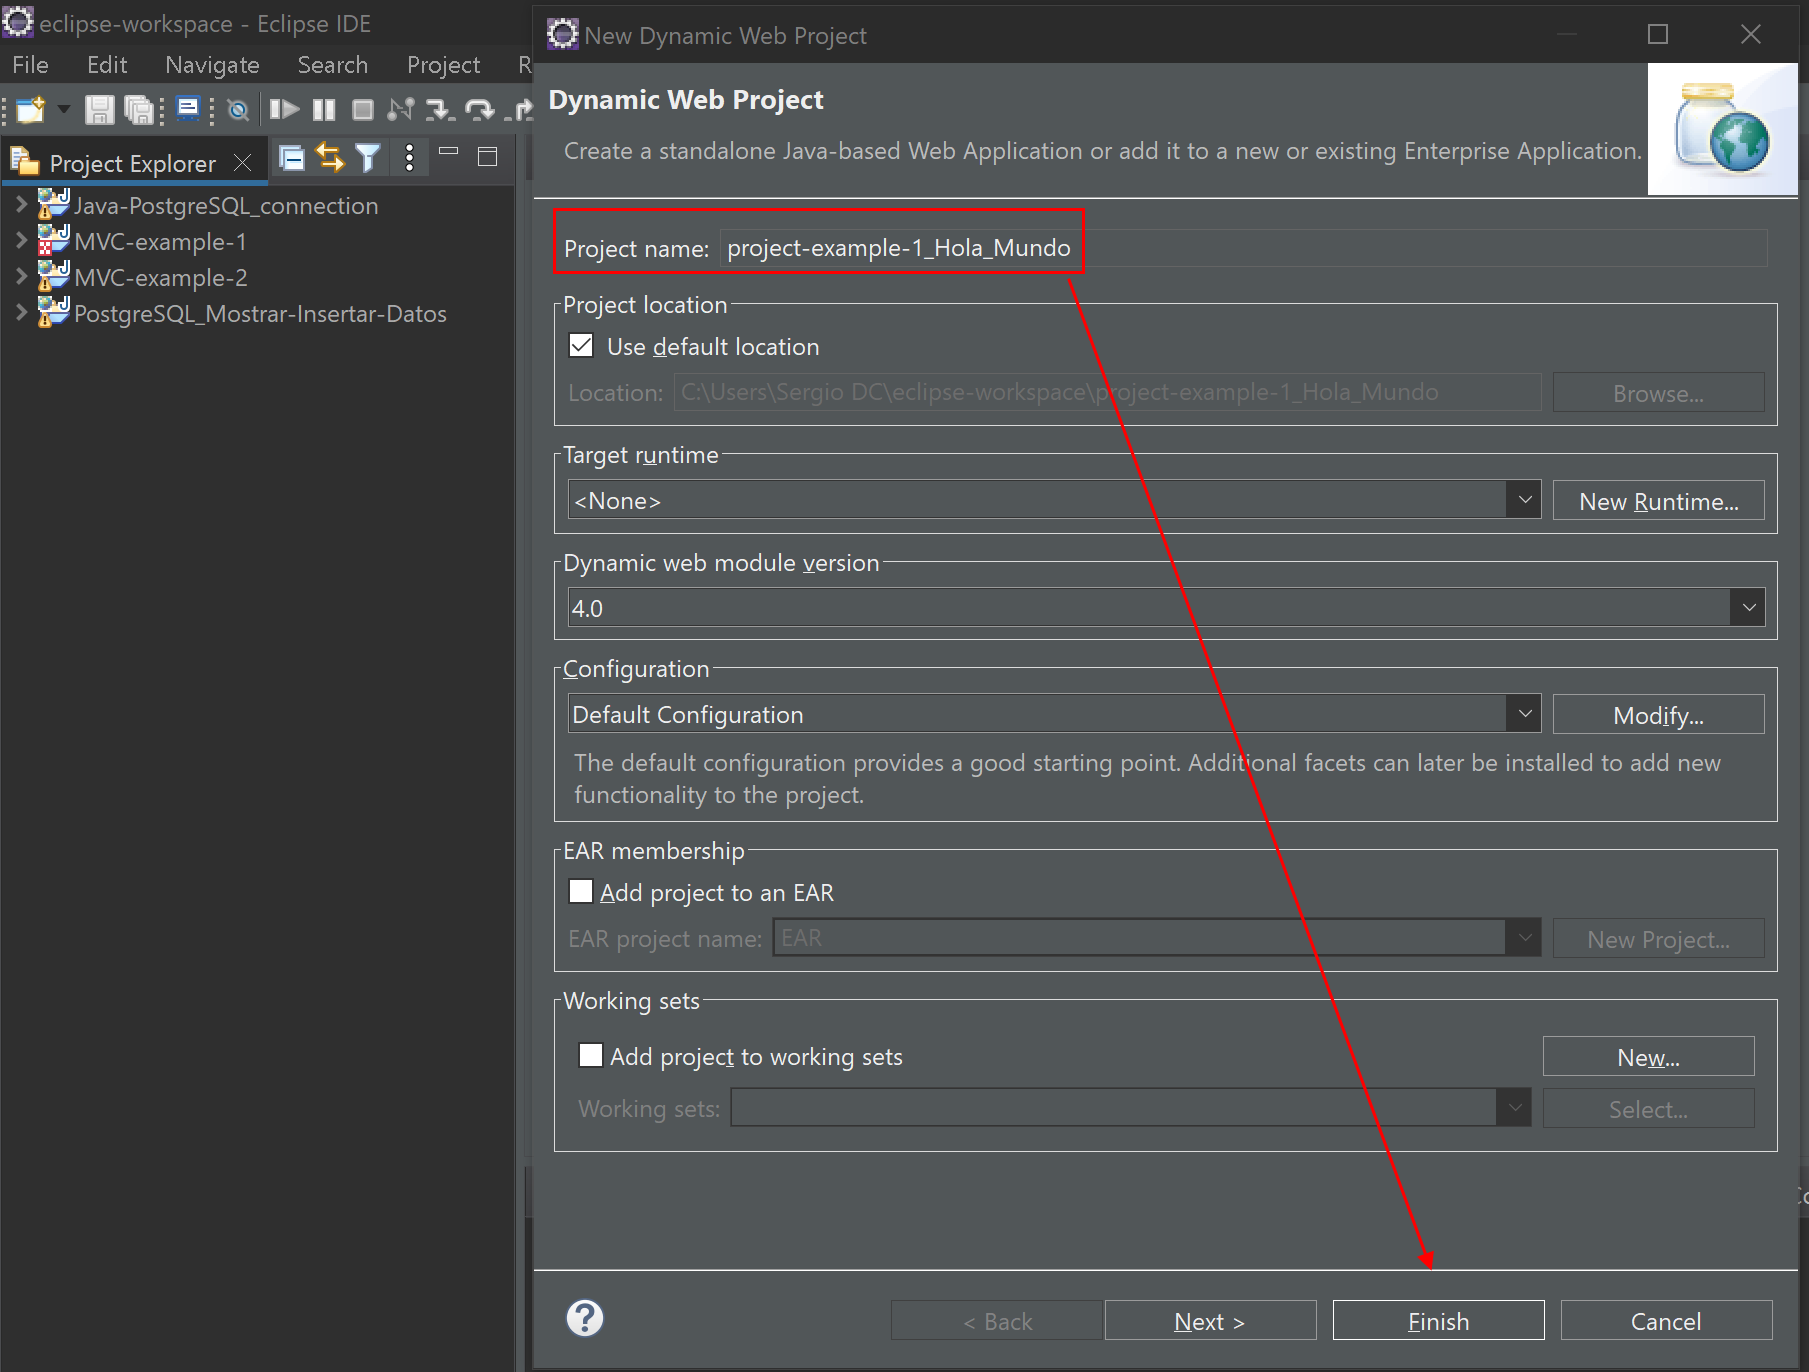 eclipse-workspace - Eclipse IDE
File Edit Navigate Search Project R
Project Explorer
Java-PostgreSQL_connection
MVC-example-1
MVC-example-2
PostgreSQL_Mostrar-Insertar-Datos
New Dynamic Web Project
Dynamic Web Project
Create a standalone Java-based Web Application or add it to a new or existing Enterprise Application.
Project name: project-example-1_Hola_Mundo
Project location
Use default location
Location: C:\Users\Sergio DC\eclipse-workspace\project-example-1_Hola_Mundo Browse...
Target runtime
<None> New Runtime...
Dynamic web module version
4.0
Configuration
Default Configuration Modify...
The default configuration provides a good starting point. Additional facets can later be installed to add new
functionality to the project.
EAR membership
Add project to an EAR
EAR project name: EAR New Project...
Working sets
Add project to working sets New...
Working sets: Select...
Co
? < Back Next > Finish Cancel